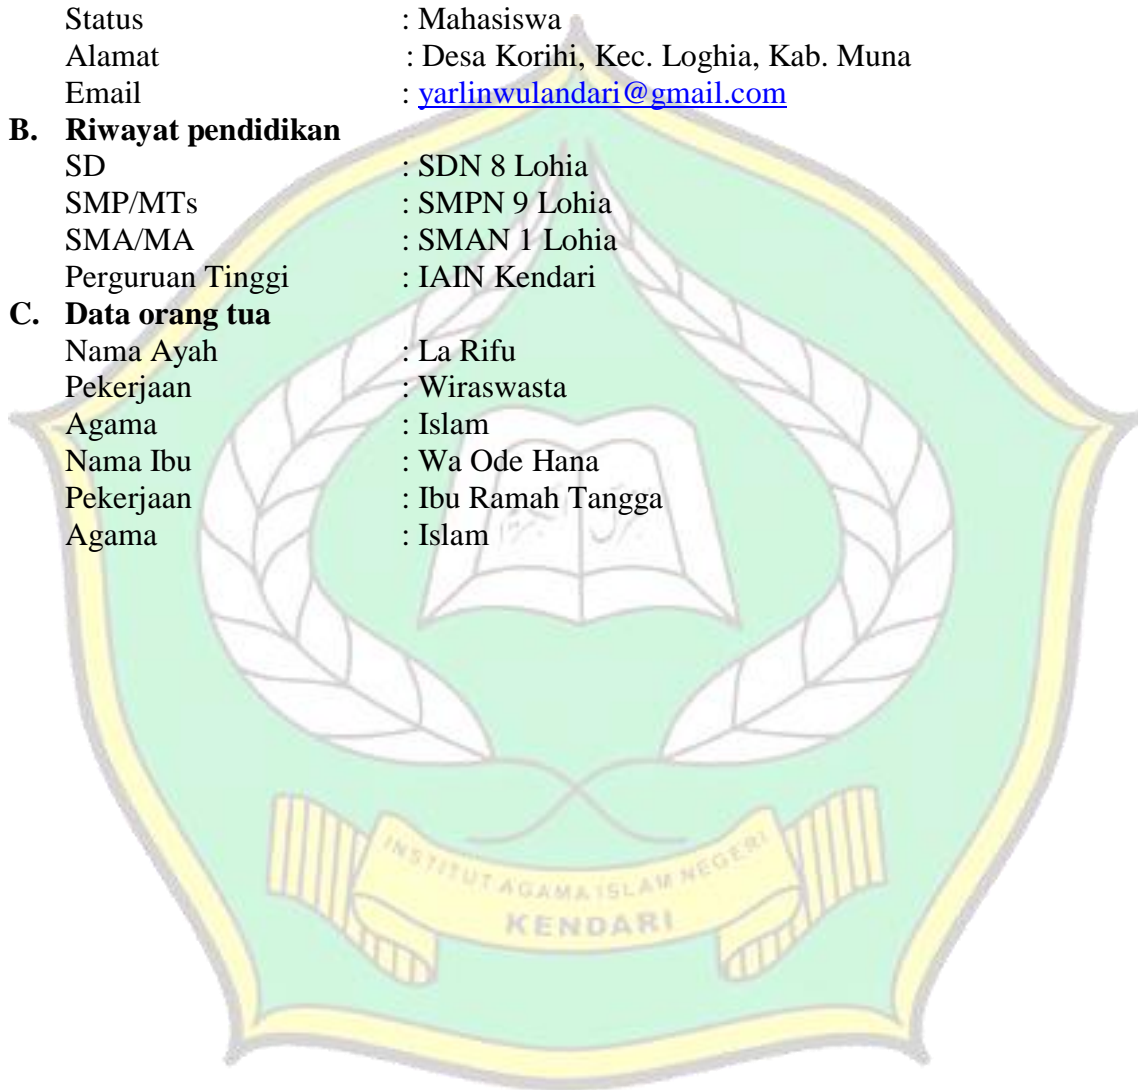 Status : Mahasiswa
Alamat : Desa Korihi, Kec. Loghia, Kab. Muna
Email : yarlinwulandari@gmail.com
B. Riwayat pendidikan
SD : SDN 8 Lohia
SMP/MTs : SMPN 9 Lohia
SMA/MA : SMAN 1 Lohia
Perguruan Tinggi : IAIN Kendari
C. Data orang tua
Nama Ayah : La Rifu
Pekerjaan : Wiraswasta
Agama : Islam
Nama Ibu : Wa Ode Hana
Pekerjaan : Ibu Ramah Tangga
Agama : Islam
INSTITUT AGAMA ISLAM NEGERI
KENDARI